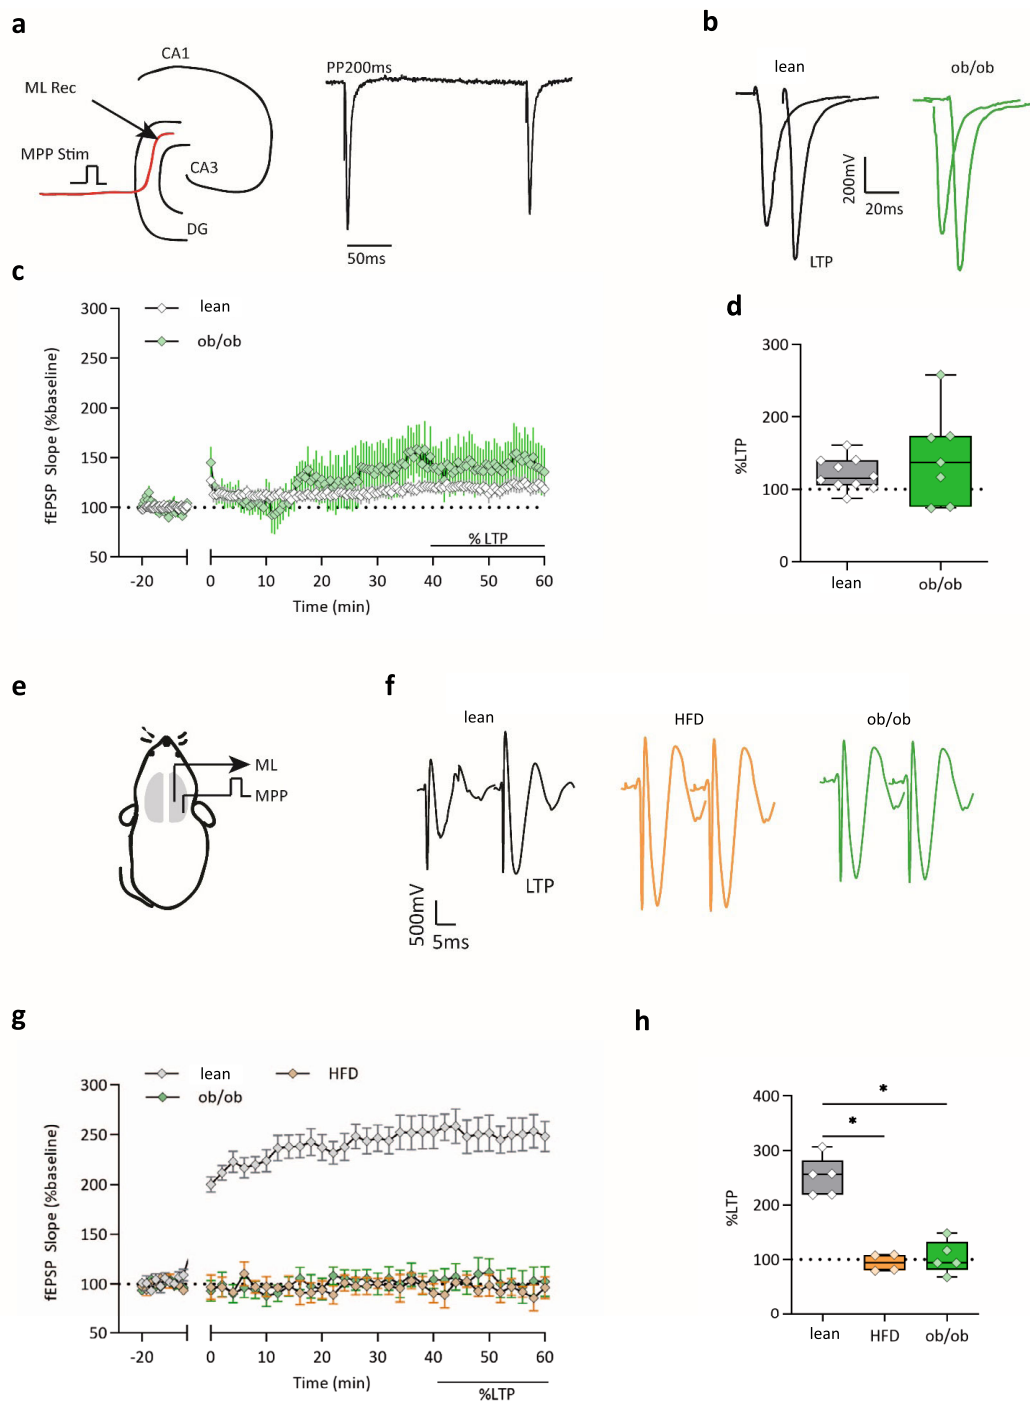 a
CA1
ML Rec
MPP Stim
CA3
DG
PP200ms
50ms
b
lean
ob/ob
200mV
20ms
LTP
c
lean
ob/ob
fEPSP Slope (%baseline)
300
250
200
150
100
50
% LTP
-20
0
10
20
30
40
50
60
Time (min)
d
%LTP
300
200
100
0
lean
ob/ob
e
ML
MPP
f
lean
HFD
ob/ob
LTP
500mV
5ms
g
lean
HFD
ob/ob
fEPSP Slope (%baseline)
300
250
200
150
100
50
-20
0
10
20
30
40
50
60
Time (min)
%LTP
h
%LTP
400
300
200
100
0
*
*
lean
HFD
ob/ob